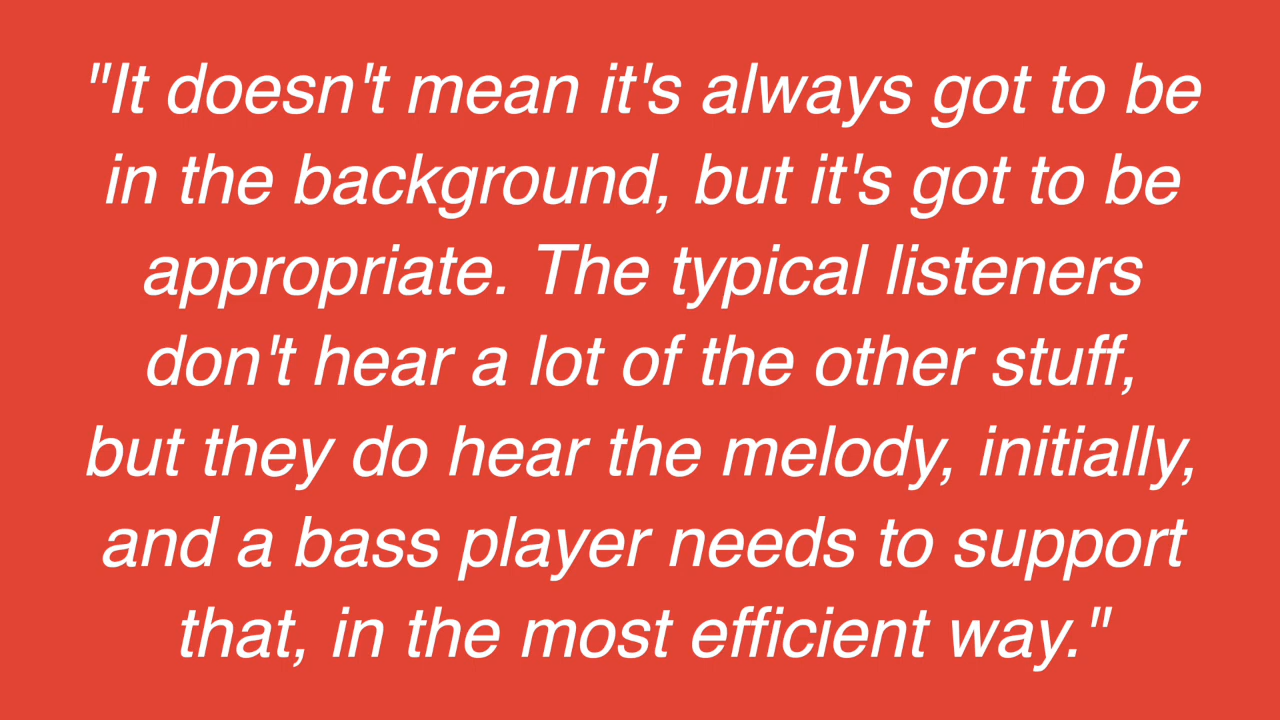 "It doesn't mean it's always got to be
in the background, but it's got to be
appropriate. The typical listeners
don't hear a lot of the other stuff,
but they do hear the melody, initially,
and a bass player needs to support
that, in the most efficient way."